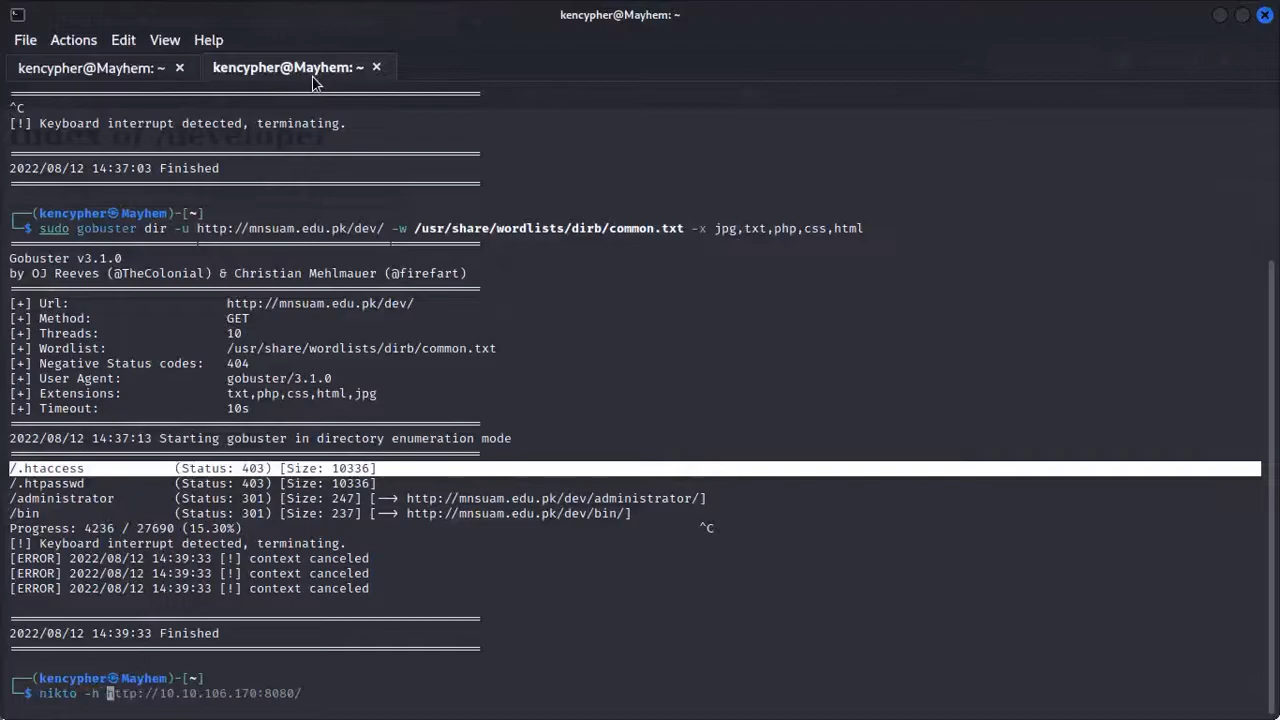 kencypher@Mayhem: ~
File Actions Edit View Help
kencypher@Mayhem: ~ × kencypher@Mayhem: ~ ×
^C
[!] Keyboard interrupt detected, terminating.
Index of /developer
2022/08/12 14:37:03 Finished
┌──(kencypher㉿Mayhem)-[~]
└─$ sudo gobuster dir -u http://mnsuam.edu.pk/dev/ -w /usr/share/wordlists/dirb/common.txt -x jpg,txt,php,css,html
Gobuster v3.1.0
by OJ Reeves (@TheColonial) & Christian Mehlmauer (@firefart)
[+] Url: http://mnsuam.edu.pk/dev/
[+] Method: GET
[+] Threads: 10
[+] Wordlist: /usr/share/wordlists/dirb/common.txt
[+] Negative Status codes: 404
[+] User Agent: gobuster/3.1.0
[+] Extensions: txt,php,css,html,jpg
[+] Timeout: 10s
2022/08/12 14:37:13 Starting gobuster in directory enumeration mode
/.htaccess (Status: 403) [Size: 10336]
/.htpasswd (Status: 403) [Size: 10336]
/administrator (Status: 301) [Size: 247] [--> http://mnsuam.edu.pk/dev/administrator/]
/bin (Status: 301) [Size: 237] [--> http://mnsuam.edu.pk/dev/bin/]
Progress: 4236 / 27690 (15.30%) ^C
[!] Keyboard interrupt detected, terminating.
[ERROR] 2022/08/12 14:39:33 [!] context canceled
[ERROR] 2022/08/12 14:39:33 [!] context canceled
[ERROR] 2022/08/12 14:39:33 [!] context canceled
2022/08/12 14:39:33 Finished
┌──(kencypher㉿Mayhem)-[~]
└─$ nikto -h http://10.10.106.170:8080/